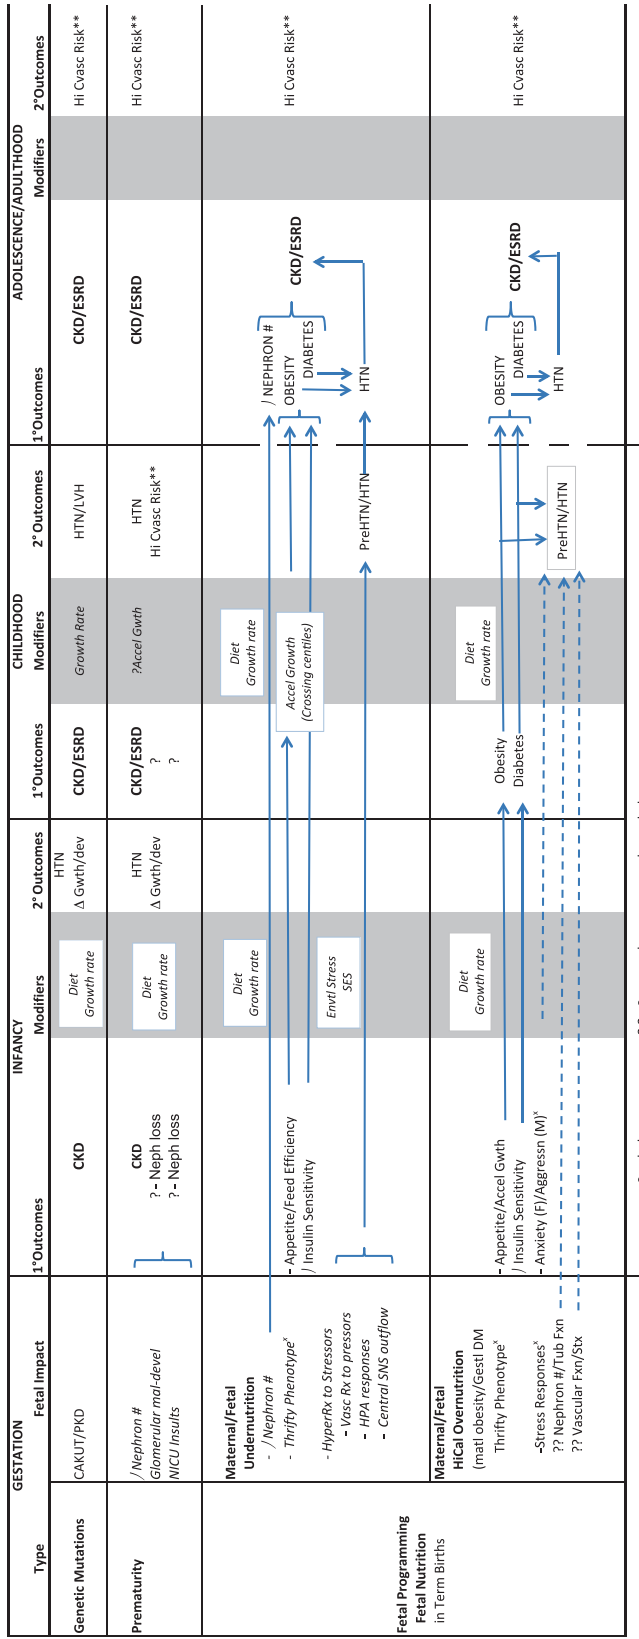 GESTATION
INFANCY
CHILDHOOD
ADOLESCENCE/ADULTHOOD
Type
Fetal Impact
1°Outcomes
Modifiers
2° Outcomes
1°Outcomes
Modifiers
2° Outcomes
1°Outcomes
Modifiers
2°Outcomes
Genetic Mutations
CAKUT/PKD
CKD
Diet
Growth rate
HTN
Δ Gwth/dev
CKD/ESRD
Growth Rate
HTN/LVH
CKD/ESRD
Hi Cvasc Risk**
Prematurity
/ Nephron #
Glomerular mal-devel
NICU Insults
CKD
? – Neph loss
? – Neph loss
Diet
Growth rate
HTN
Δ Gwth/dev
CKD/ESRD
?
?
?Accel Gwth
HTN
Hi Cvasc Risk**
CKD/ESRD
Hi Cvasc Risk**
Fetal Programming
Fetal Nutrition
in Term Births
Maternal/Fetal
Undernutrition
- / Nephron #
- Thrifty Phenotypeˣ
- HyperRx to Stressors
– Vasc Rx to pressors
– HPA responses
– Central SNS outflow
– Appetite/Feed Efficiency
/ Insulin Sensitivity
Diet
Growth rate
Envtl Stress
SES
Diet
Growth rate
Accel Growth
(Crossing centiles)
PreHTN/HTN
/ NEPHRON #
OBESITY
DIABETES
HTN
CKD/ESRD
Hi Cvasc Risk**
Maternal/Fetal
HiCal Overnutrition
(matl obesity/Gestl DM
Thrifty Phenotypeˣ
-Stress Responsesˣ
?? Nephron #/Tub Fxn
?? Vascular Fxn/Stx
– Appetite/Accel Gwth
/ Insulin Sensitivity
– Anxiety (F)/Aggressn (M)ˣ
Diet
Growth rate
Obesity
Diabetes
Diet
Growth rate
PreHTN/HTN
OBESITY
DIABETES
HTN
CKD/ESRD
Hi Cvasc Risk**